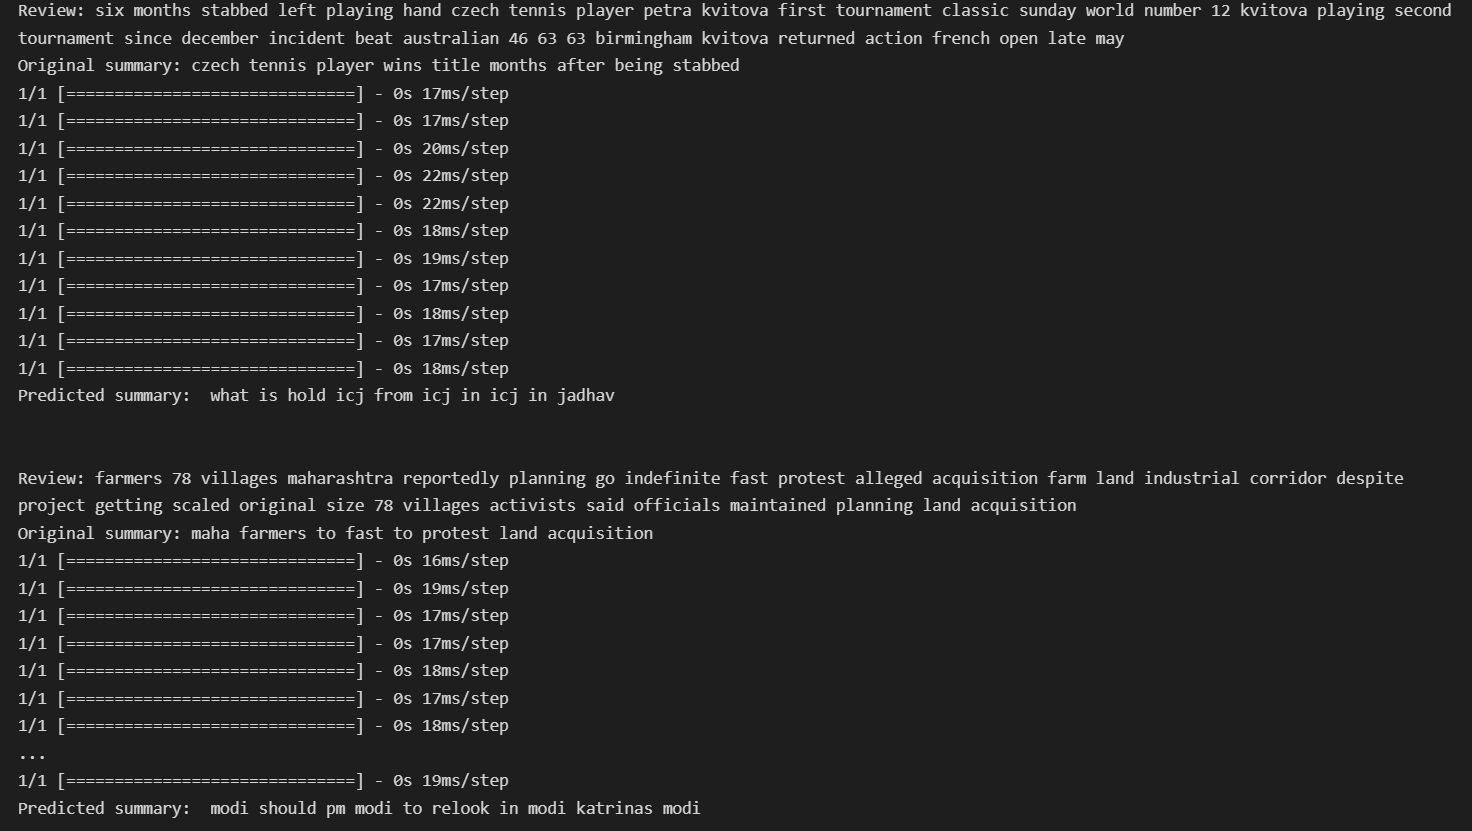 Review: six months stabbed left playing hand czech tennis player petra kvitova first tournament classic sunday world number 12 kvitova playing second
tournament since december incident beat australian 46 63 63 birmingham kvitova returned action french open late may
Original summary: czech tennis player wins title months after being stabbed
1/1 [==============================] - 0s 17ms/step
1/1 [==============================] - 0s 17ms/step
1/1 [==============================] - 0s 20ms/step
1/1 [==============================] - 0s 22ms/step
1/1 [==============================] - 0s 22ms/step
1/1 [==============================] - 0s 18ms/step
1/1 [==============================] - 0s 19ms/step
1/1 [==============================] - 0s 17ms/step
1/1 [==============================] - 0s 18ms/step
1/1 [==============================] - 0s 17ms/step
1/1 [==============================] - 0s 18ms/step
Predicted summary:  what is hold icj from icj in icj in jadhav
Review: farmers 78 villages maharashtra reportedly planning go indefinite fast protest alleged acquisition farm land industrial corridor despite
project getting scaled original size 78 villages activists said officials maintained planning land acquisition
Original summary: maha farmers to fast to protest land acquisition
1/1 [==============================] - 0s 16ms/step
1/1 [==============================] - 0s 19ms/step
1/1 [==============================] - 0s 17ms/step
1/1 [==============================] - 0s 17ms/step
1/1 [==============================] - 0s 18ms/step
1/1 [==============================] - 0s 17ms/step
1/1 [==============================] - 0s 18ms/step
...
1/1 [==============================] - 0s 19ms/step
Predicted summary:  modi should pm modi to relook in modi katrinas modi